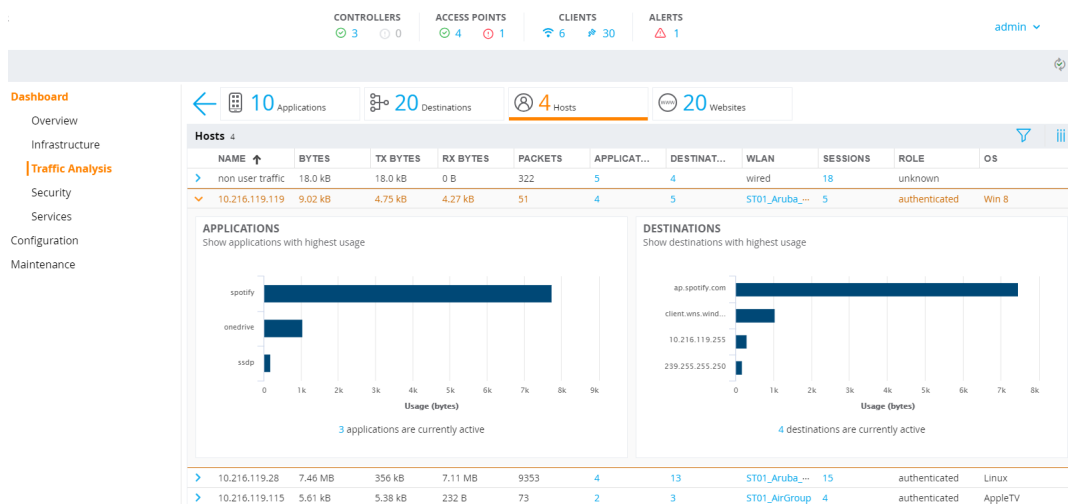 CONTROLLERS ACCESS POINTS CLIENTS ALERTS
3 0 4 1 6 30 1
admin
Dashboard
Overview
Infrastructure
Traffic Analysis
Security
Services
Configuration
Maintenance
10 Applications 20 Destinations 4 Hosts www 20 Websites
Hosts 4
NAME BYTES TX BYTES RX BYTES PACKETS APPLICAT... DESTINAT... WLAN SESSIONS ROLE OS
non user traffic 18.0 kB 18.0 kB 0 B 322 5 4 wired 18 unknown
10.216.119.119 9.02 kB 4.75 kB 4.27 kB 51 4 5 ST01_Aruba_... 5 authenticated Win 8
APPLICATIONS
Show applications with highest usage
spotify
onedrive
ssdp
0 1k 2k 3k 4k 5k 6k 7k 8k 9k
Usage (bytes)
3 applications are currently active
DESTINATIONS
Show destinations with highest usage
ap.spotify.com
client.wns.wind...
10.216.119.255
239.255.255.250
0 1k 2k 3k 4k 5k 6k 7k 8k
Usage (bytes)
4 destinations are currently active
10.216.119.28 7.46 MB 356 kB 7.11 MB 9353 4 13 ST01_Aruba_... 15 authenticated Linux
10.216.119.115 5.61 kB 5.38 kB 232 B 73 2 3 ST01_AirGroup 4 authenticated AppleTV